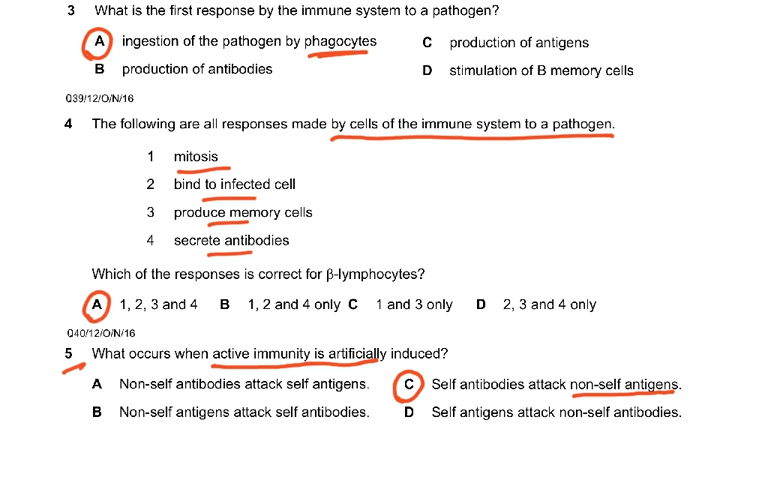 3 What is the first response by the immune system to a pathogen?
A ingestion of the pathogen by phagocytes C production of antigens
B production of antibodies D stimulation of B memory cells
Q39/12/O/N/16
4 The following are all responses made by cells of the immune system to a pathogen.
1 mitosis
2 bind to infected cell
3 produce memory cells
4 secrete antibodies
Which of the responses is correct for β-lymphocytes?
A 1, 2, 3 and 4 B 1, 2 and 4 only C 1 and 3 only D 2, 3 and 4 only
Q40/12/O/N/16
5 What occurs when active immunity is artificially induced?
A Non-self antibodies attack self antigens. C Self antibodies attack non-self antigens.
B Non-self antigens attack self antibodies. D Self antigens attack non-self antibodies.